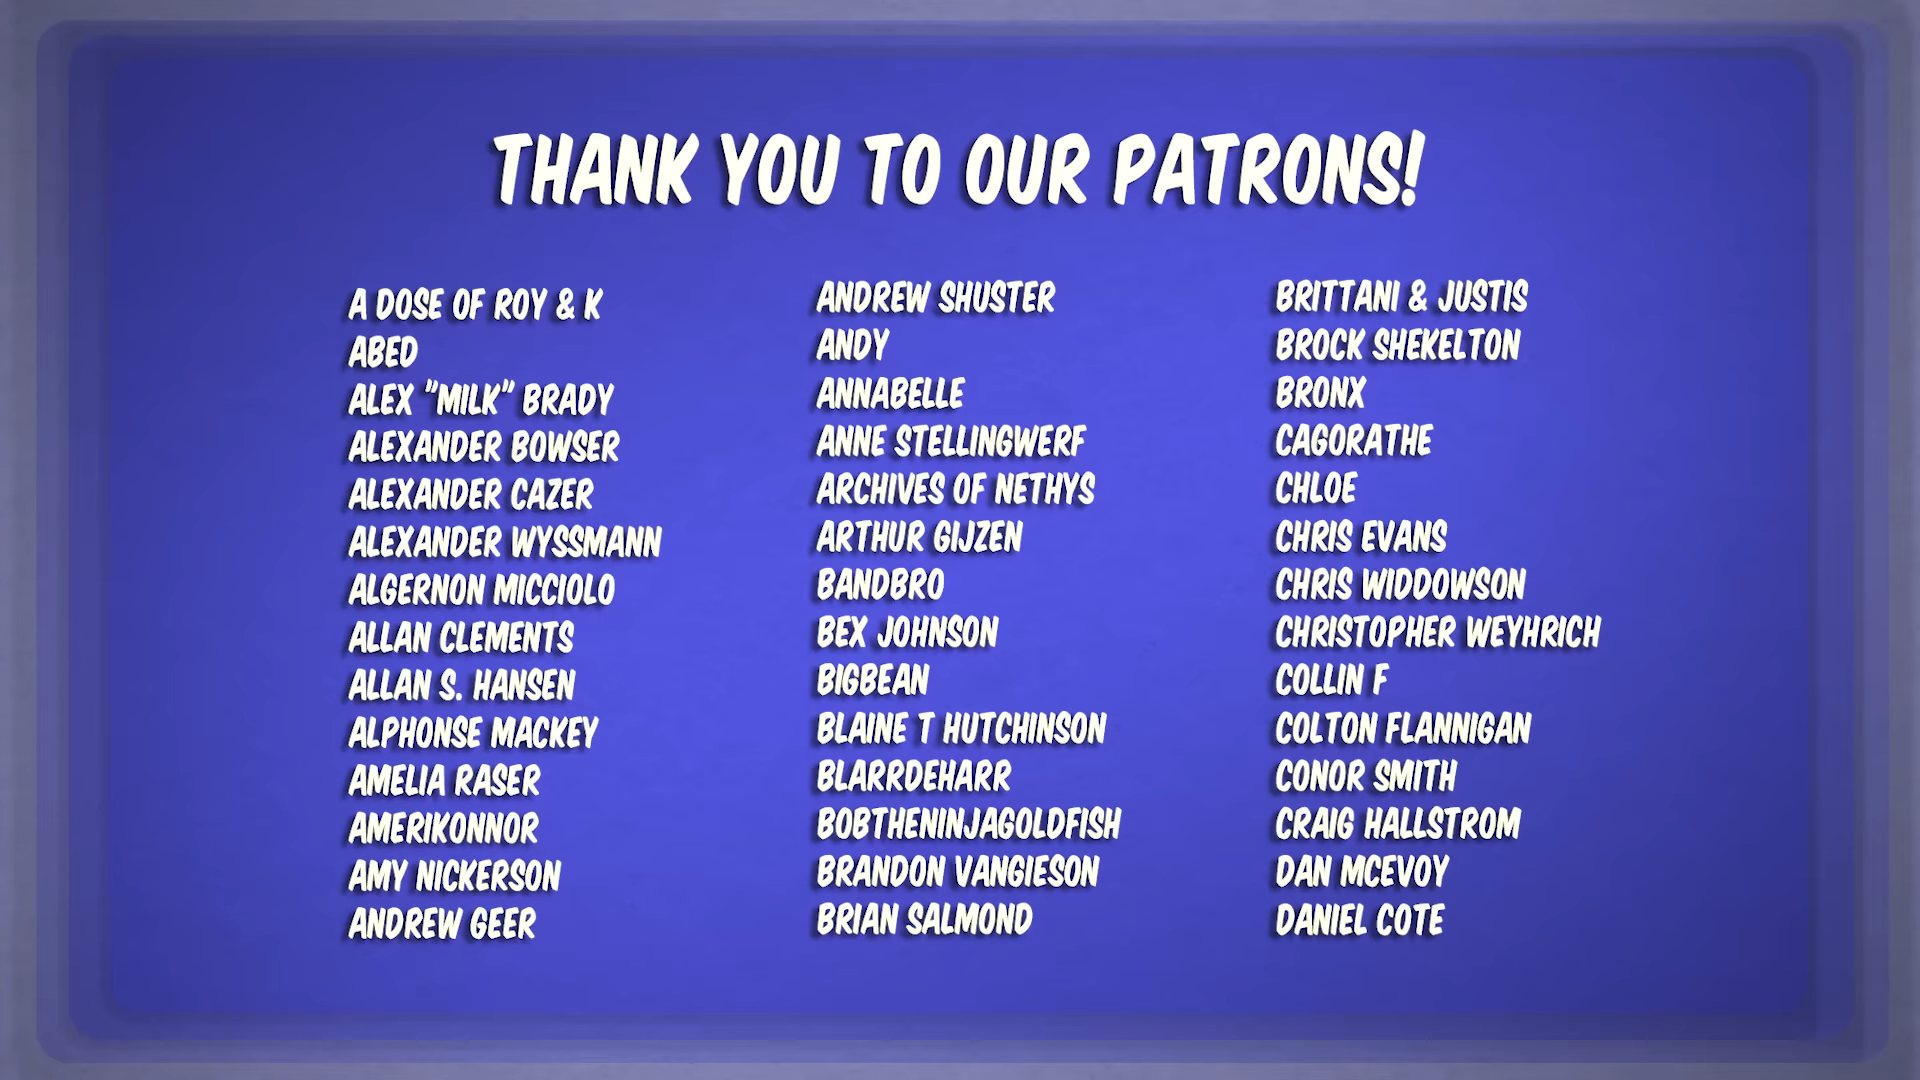 THANK YOU TO OUR PATRONS!
A DOSE OF ROY & K
ABED
ALEX "MILK" BRADY
ALEXANDER BOWSER
ALEXANDER CAZER
ALEXANDER WYSSMANN
ALGERNON MICCIOLO
ALLAN CLEMENTS
ALLAN S. HANSEN
ALPHONSE MACKEY
AMELIA RASER
AMERIKONNOR
AMY NICKERSON
ANDREW GEER
ANDREW SHUSTER
ANDY
ANNABELLE
ANNE STELLINGWERF
ARCHIVES OF NETHYS
ARTHUR GIJZEN
BANDBRO
BEX JOHNSON
BIGBEAN
BLAINE T HUTCHINSON
BLARRDEHARR
BOBTHENINJAGOLDFISH
BRANDON VANGIESON
BRIAN SALMOND
BRITTANI & JUSTIS
BROCK SHEKELTON
BRONX
CAGORATHE
CHLOE
CHRIS EVANS
CHRIS WIDDOWSON
CHRISTOPHER WEYHRICH
COLLIN F
COLTON FLANNIGAN
CONOR SMITH
CRAIG HALLSTROM
DAN MCEVOY
DANIEL COTE